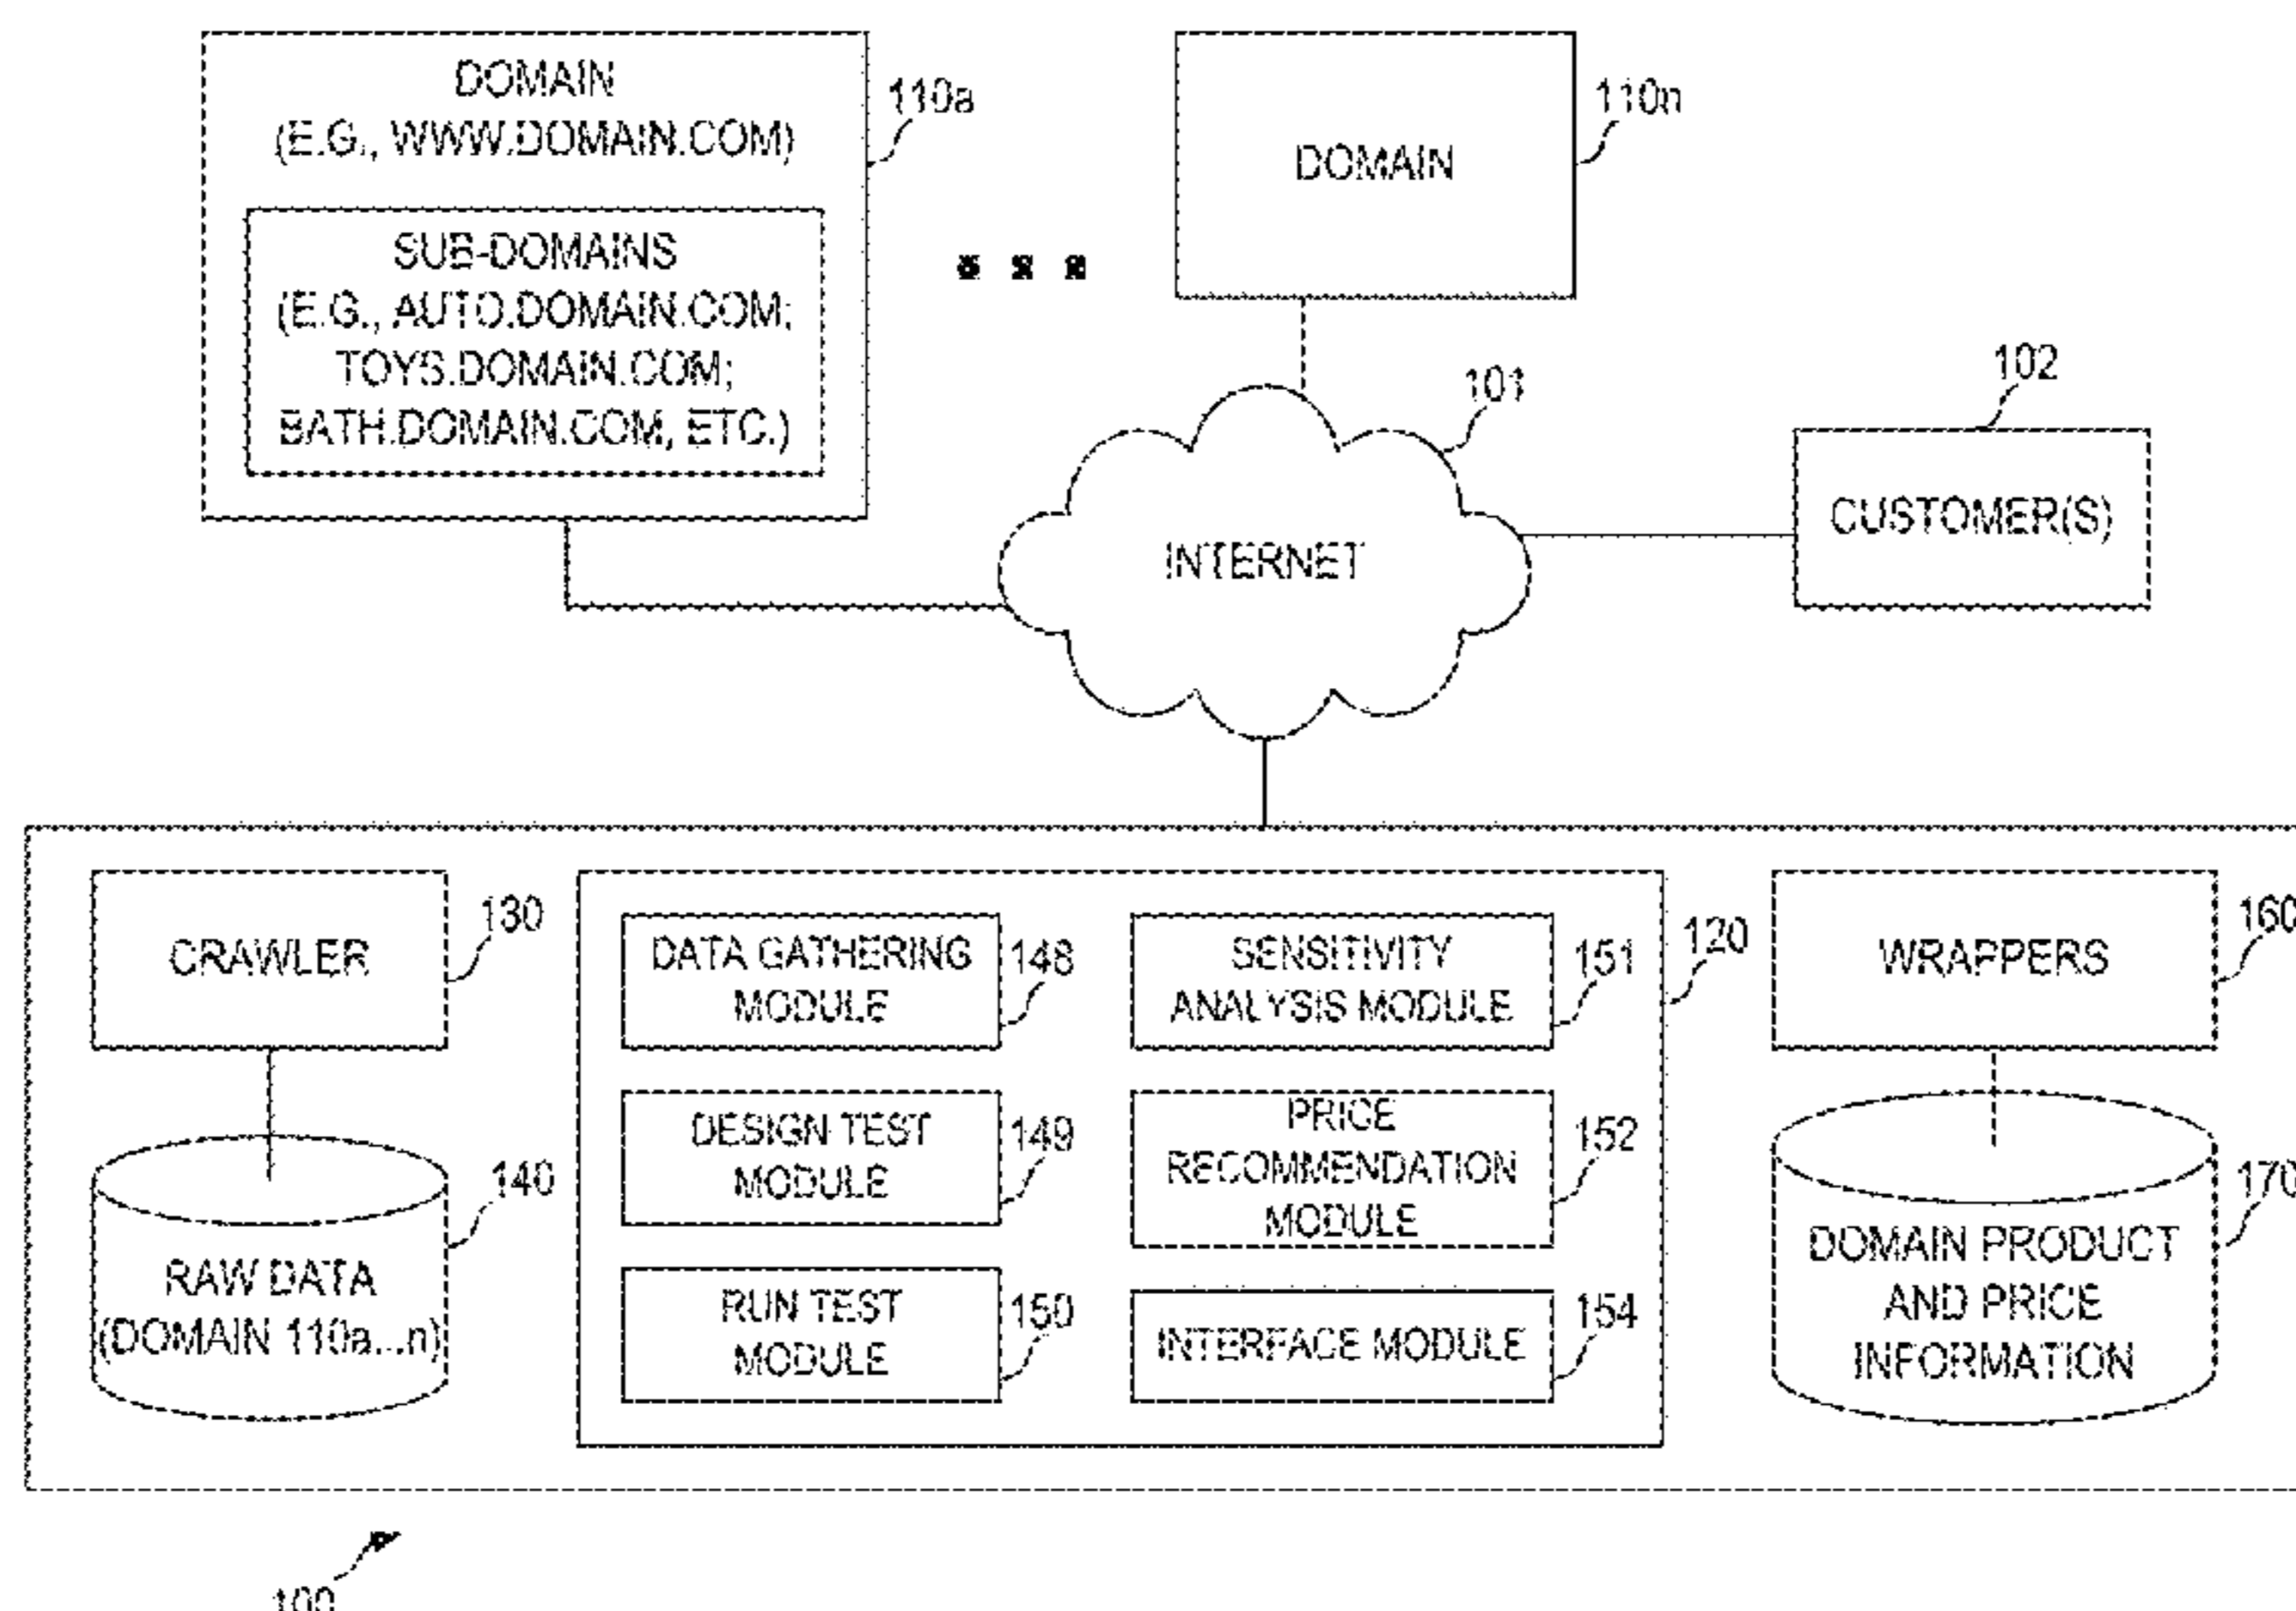 DOMAIN
(E.G., WWW.DOMAIN.COM)
110a
SUB-DOMAINS
(E.G., AUTO.DOMAIN.COM;
TOYS.DOMAIN.COM;
BATH.DOMAIN.COM, ETC.)
DOMAIN
110n
101
INTERNET
102
CUSTOMER(S)
CRAWLER
130
RAW DATA
(DOMAIN 110a...n)
140
DATA GATHERING
MODULE
148
DESIGN TEST
MODULE
149
RUN TEST
MODULE
150
SENSITIVITY
ANALYSIS MODULE
151
PRICE
RECOMMENDATION
MODULE
152
INTERFACE MODULE
154
120
WRAPPERS
160
DOMAIN PRODUCT
AND PRICE
INFORMATION
170
100